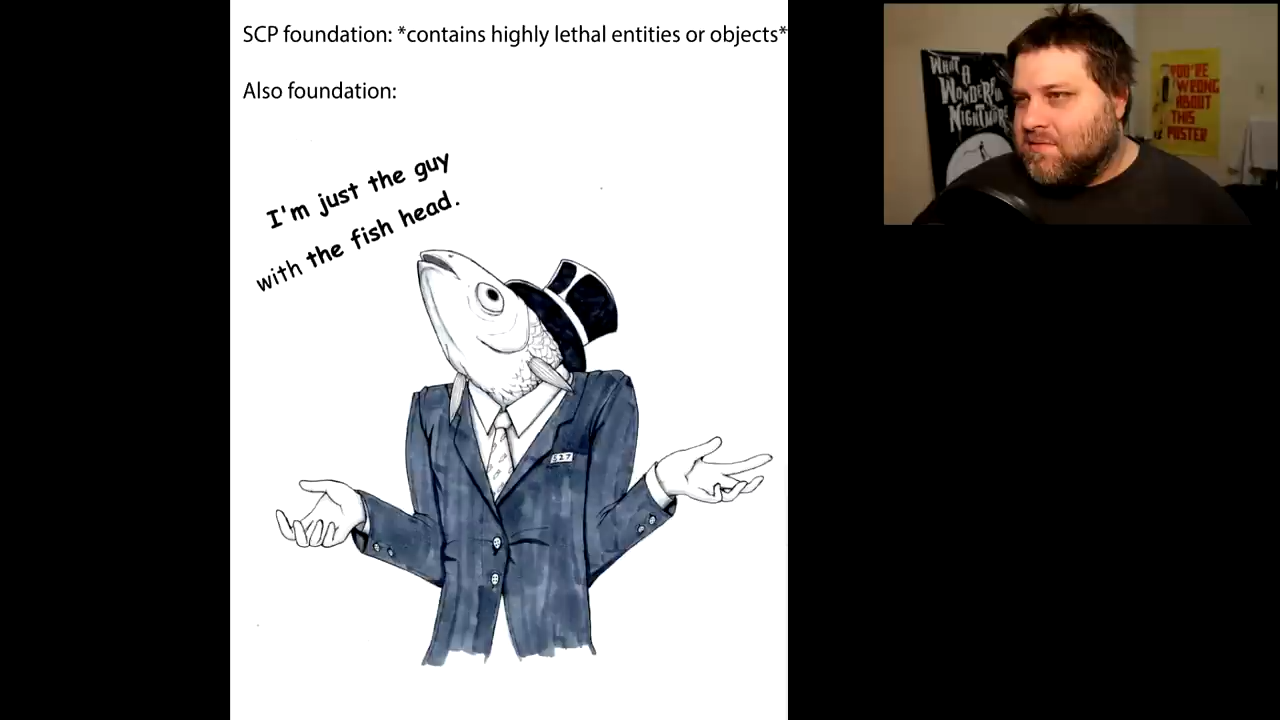 SCP foundation: *contains highly lethal entities or objects*
Also foundation:
I'm just the guy
with the fish head.
527
WHAT
A
WONDERFUL
NIGHTMARE
YOU'RE
WRONG
ABOUT
THIS
POSTER